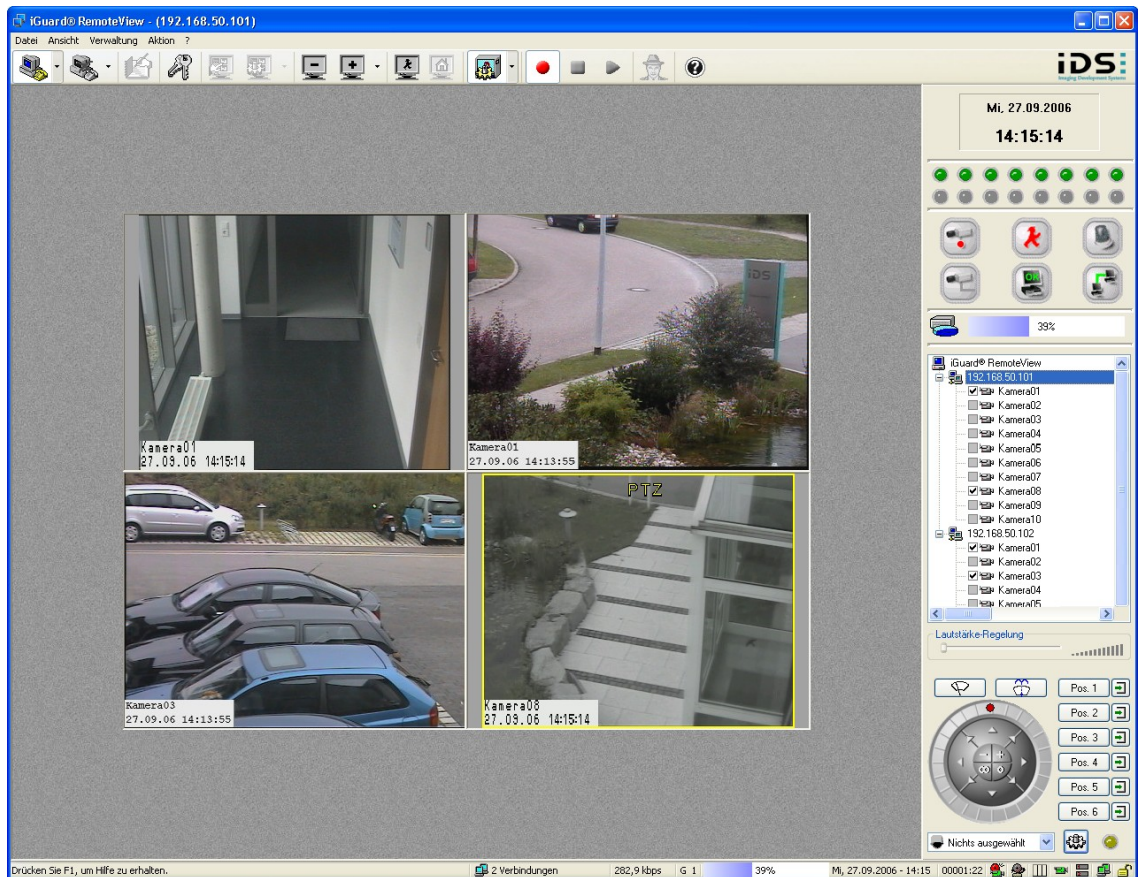 iGuard® RemoteView - (192.168.50.101)
Datei Ansicht Verwaltung Aktion ?
OK
iDS
Imaging Development Systems
Mi, 27.09.2006
14:15:14
OK
39%
iGuard® RemoteView
192.168.50.101
Kamera01
Kamera02
Kamera03
Kamera04
Kamera05
Kamera06
Kamera07
Kamera08
Kamera09
Kamera10
192.168.50.102
Kamera01
Kamera02
Kamera03
Kamera04
Kamera05
Kamera01
27.09.06 14:15:14
iDS
Kamera01
27.09.06 14:13:55
Kamera03
27.09.06 14:13:55
PTZ
Kamera08
27.09.06 14:15:14
Lautstärke-Regelung
Pos. 1
Pos. 2
Pos. 3
Pos. 4
Pos. 5
Pos. 6
Nichts ausgewählt
Drücken Sie F1, um Hilfe zu erhalten.
2 Verbindungen
282,9 kbps
G 1
39%
Mi, 27.09.2006 - 14:15
00001:22